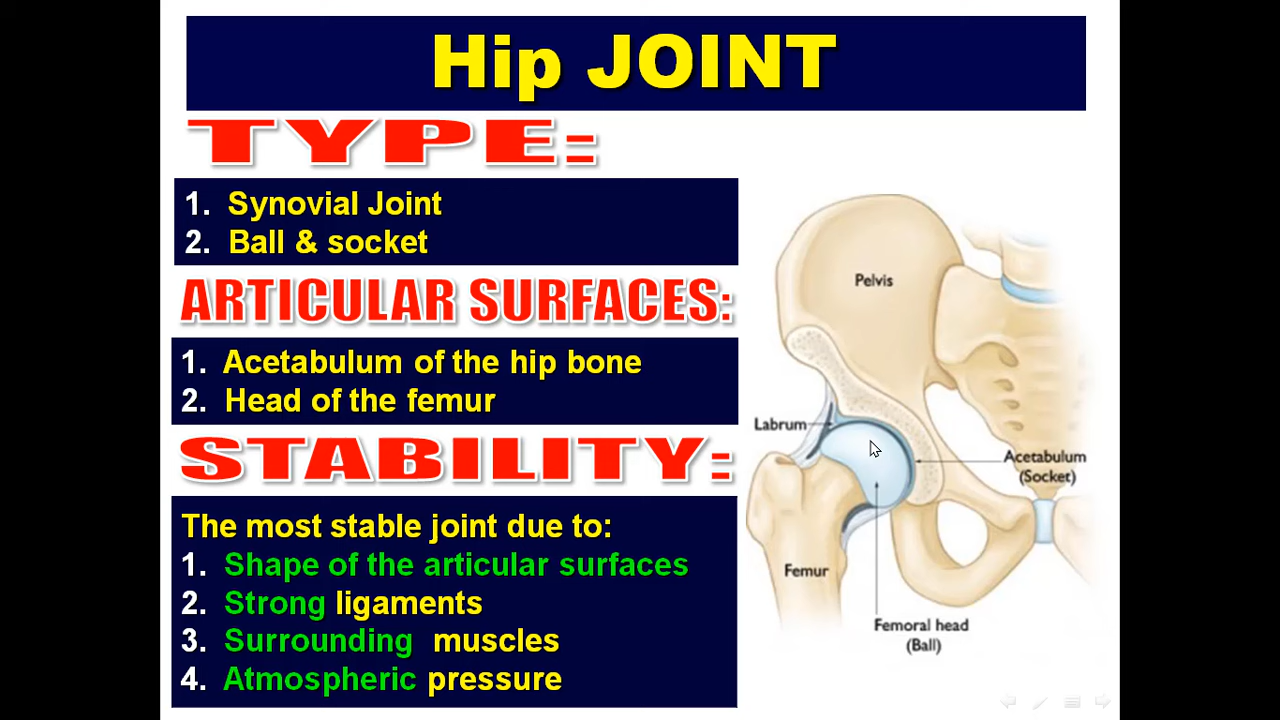 Hip JOINT
TYPE:
1. Synovial Joint
2. Ball & socket
ARTICULAR SURFACES:
1. Acetabulum of the hip bone
2. Head of the femur
STABILITY:
The most stable joint due to:
1. Shape of the articular surfaces
2. Strong ligaments
3. Surrounding muscles
4. Atmospheric pressure
Pelvis
Labrum
Acetabulum
(Socket)
Femur
Femoral head
(Ball)